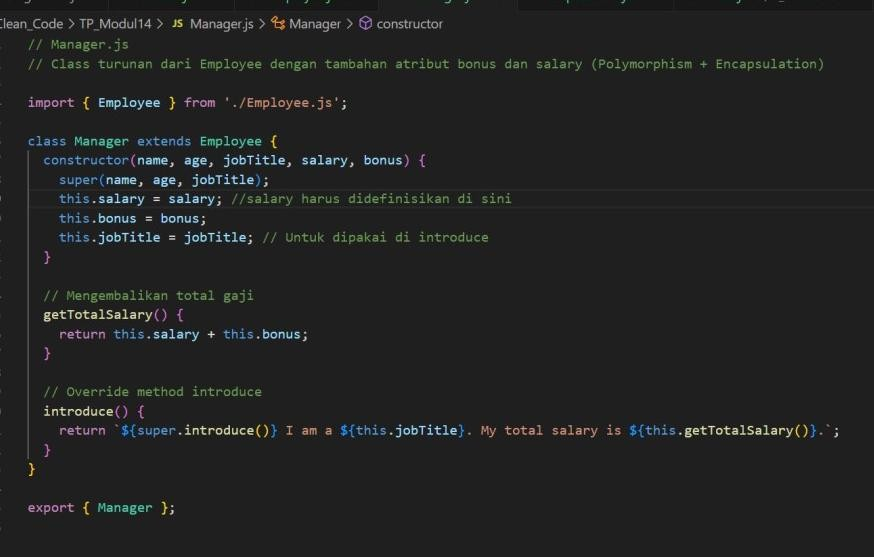 Clean_Code > TP_Modul14 > JS Manager.js > Manager > constructor
// Manager.js
// Class turunan dari Employee dengan tambahan atribut bonus dan salary (Polymorphism + Encapsulation)
import { Employee } from './Employee.js';
class Manager extends Employee {
constructor(name, age, jobTitle, salary, bonus) {
super(name, age, jobTitle);
this.salary = salary; //salary harus didefinisikan di sini
this.bonus = bonus;
this.jobTitle = jobTitle; // Untuk dipakai di introduce
}
// Mengembalikan total gaji
getTotalSalary() {
return this.salary + this.bonus;
}
// Override method introduce
introduce() {
return `${super.introduce()} I am a ${this.jobTitle}. My total salary is ${this.getTotalSalary()}.`;
}
}
export { Manager };